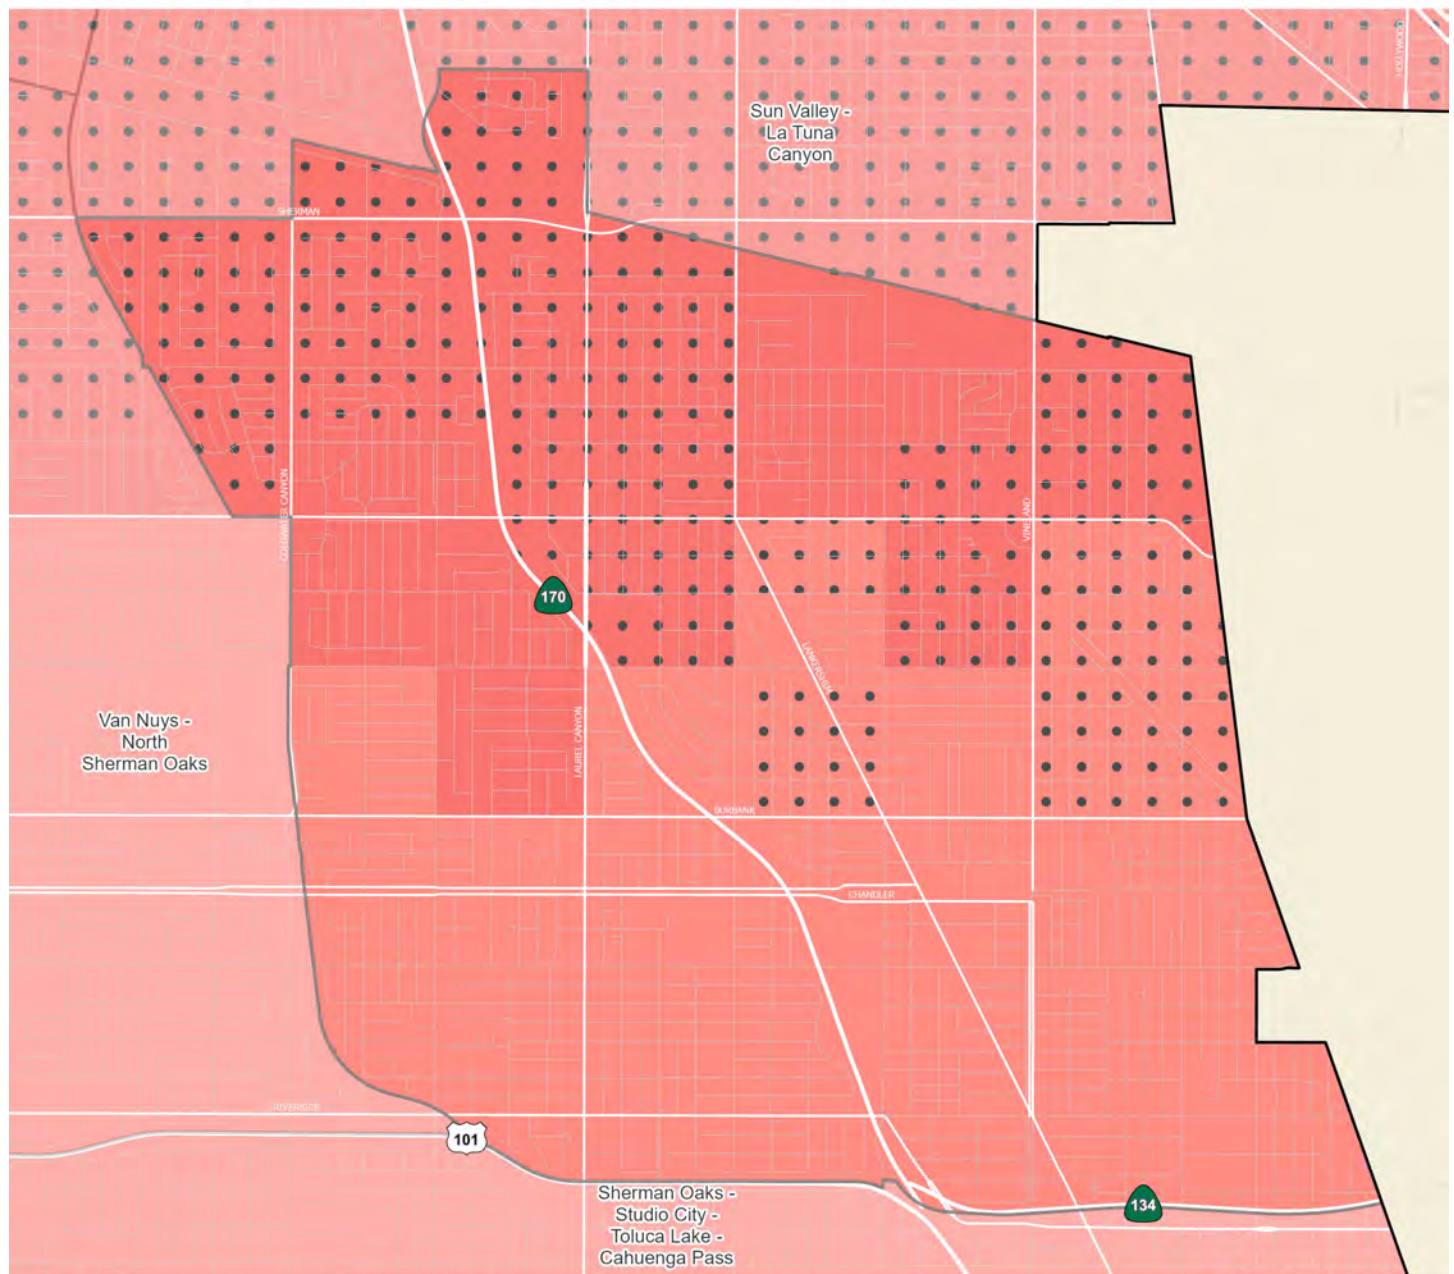 HOLLYWOOD
Sun Valley -
La Tuna
Canyon
SHERMAN
COLDWATER CANYON
VINELAND
170
LANKERSHIM
Van Nuys -
North
Sherman Oaks
LAUREL CANYON
BURBANK
CHANDLER
RIVERSIDE
101
Sherman Oaks -
Studio City -
Toluca Lake -
Cahuenga Pass
134